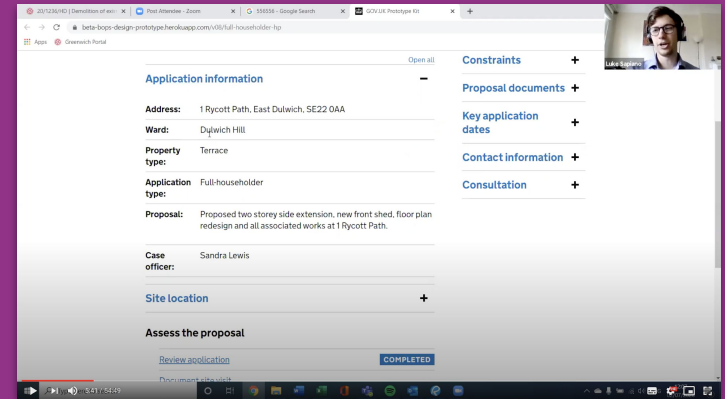 20/1236/HO | Demolition of exis
Post Attendee - Zoom
556556 - Google Search
GOV.UK Prototype Kit
beta-bops-design-prototype.herokuapp.com/v08/full-householder-hp
Apps
Greenwich Portal
Luke Sapiano
Open all
Application information
Address: 1 Rycott Path, East Dulwich, SE22 0AA
Ward: Dulwich Hill
Property type: Terrace
Application type: Full-householder
Proposal: Proposed two storey side extension, new front shed, floor plan
redesign and all associated works at 1 Rycott Path.
Case officer: Sandra Lewis
Site location
Assess the proposal
Review application COMPLETED
Document site visit
Constraints
Proposal documents
Key application
dates
Contact information
Consultation
3:41 / 54:49